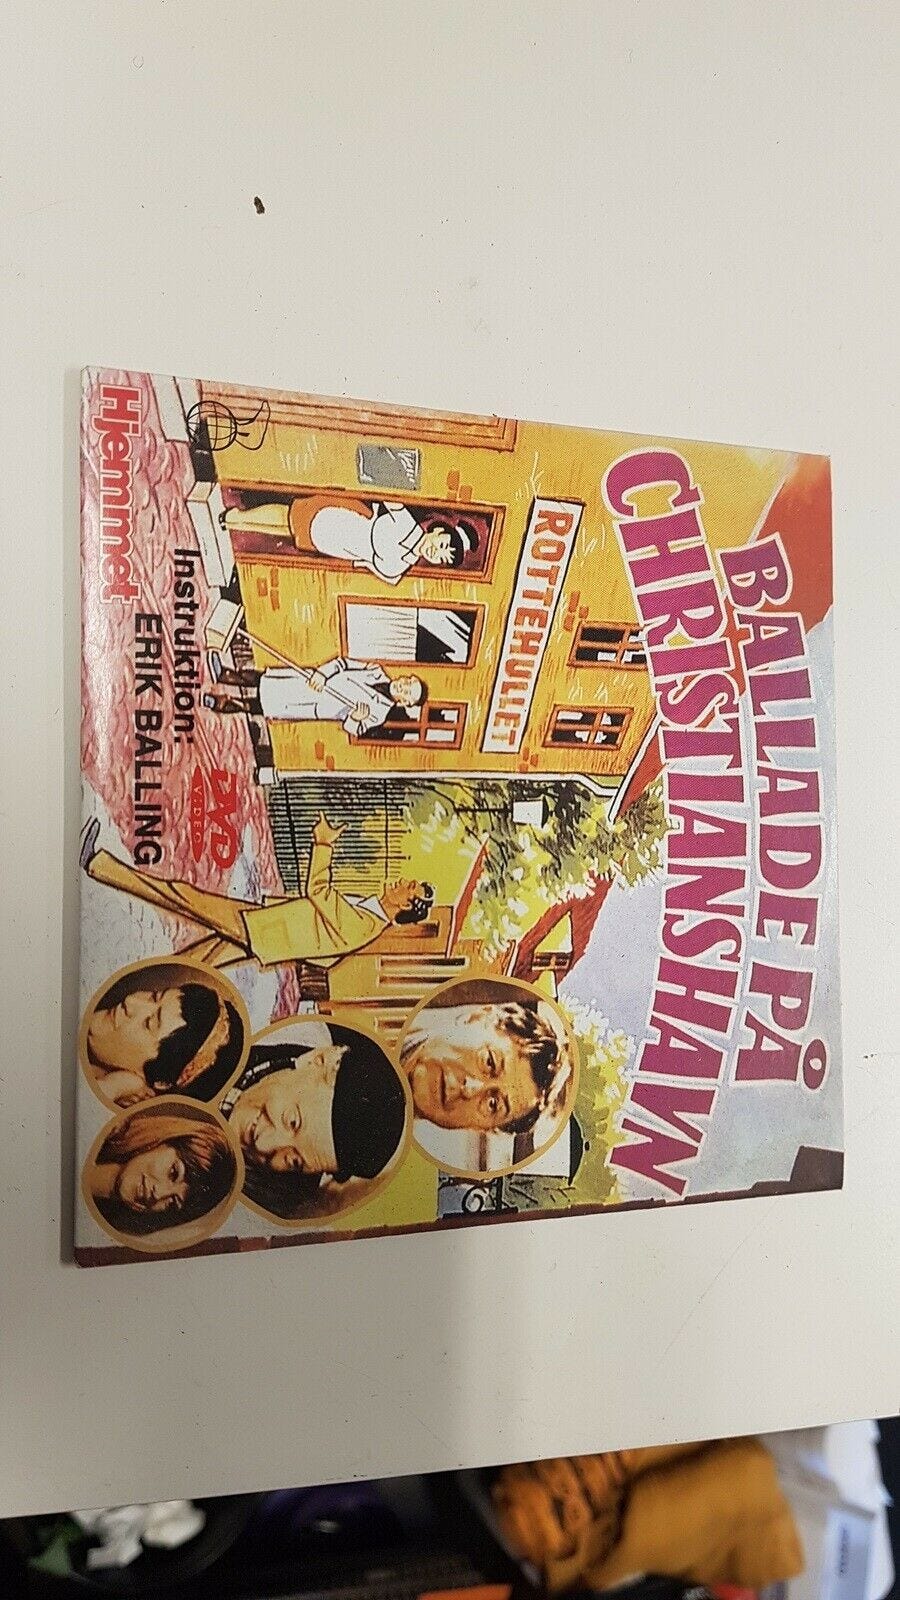 BALLADE PÅ
CHRISTIANSHAVN
ROTTEHULLET
Instruktion:
ERIK BALLING
Hjemmet
DVD
VIDEO